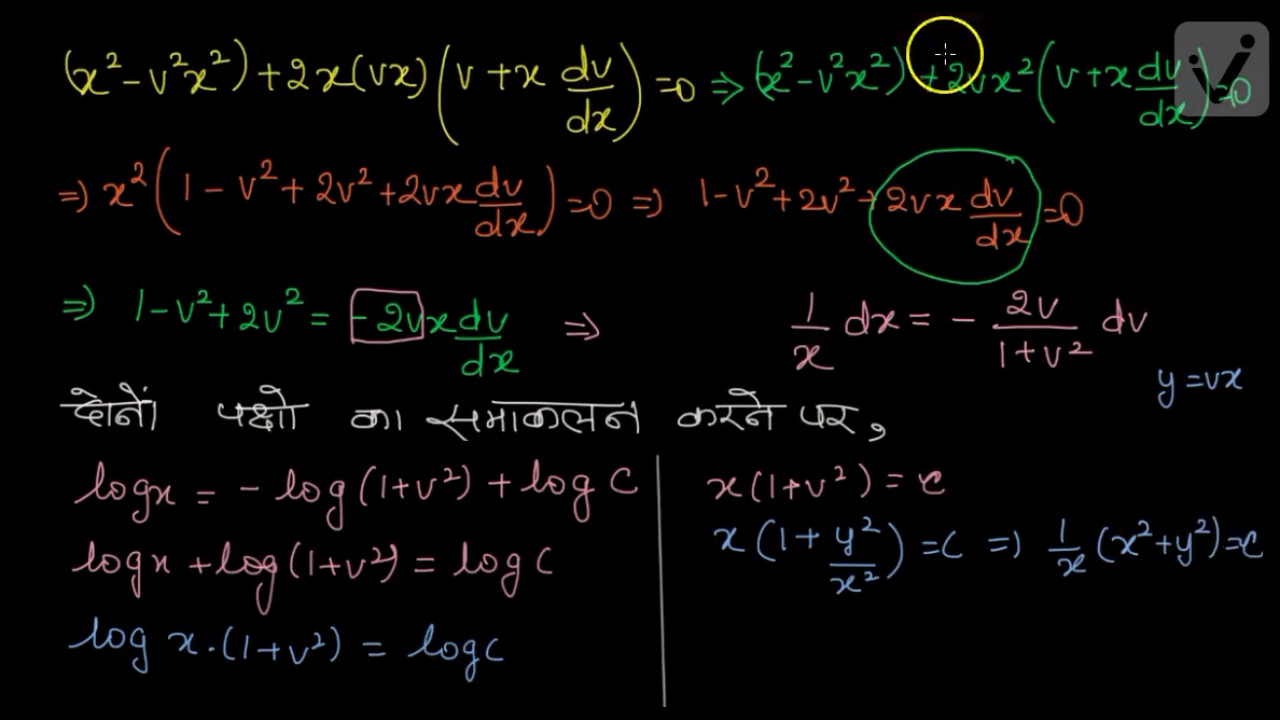 (x² - v²x²) + 2x(vx)(v + x dv/dx) = 0 ⇒ (x² - v²x²) + 2vx²(v + x dv/dx) = 0
⇒ x²(1 - v² + 2v² + 2vx dv/dx) = 0 ⇒ 1 - v² + 2v² + 2vx dv/dx = 0
⇒ 1 - v² + 2v² = -2vx dv/dx ⇒ 1/x dx = - 2v/1+v² dv
y = vx
दोनों पक्षो का समाकलन करने पर,
logx = - log(1+v²) + log C
logx + log(1+v²) = log C
log x.(1+v²) = logc
x(1+v²) = c
x(1 + y²/x²) = c ⇒ 1/x (x²+y²) = c